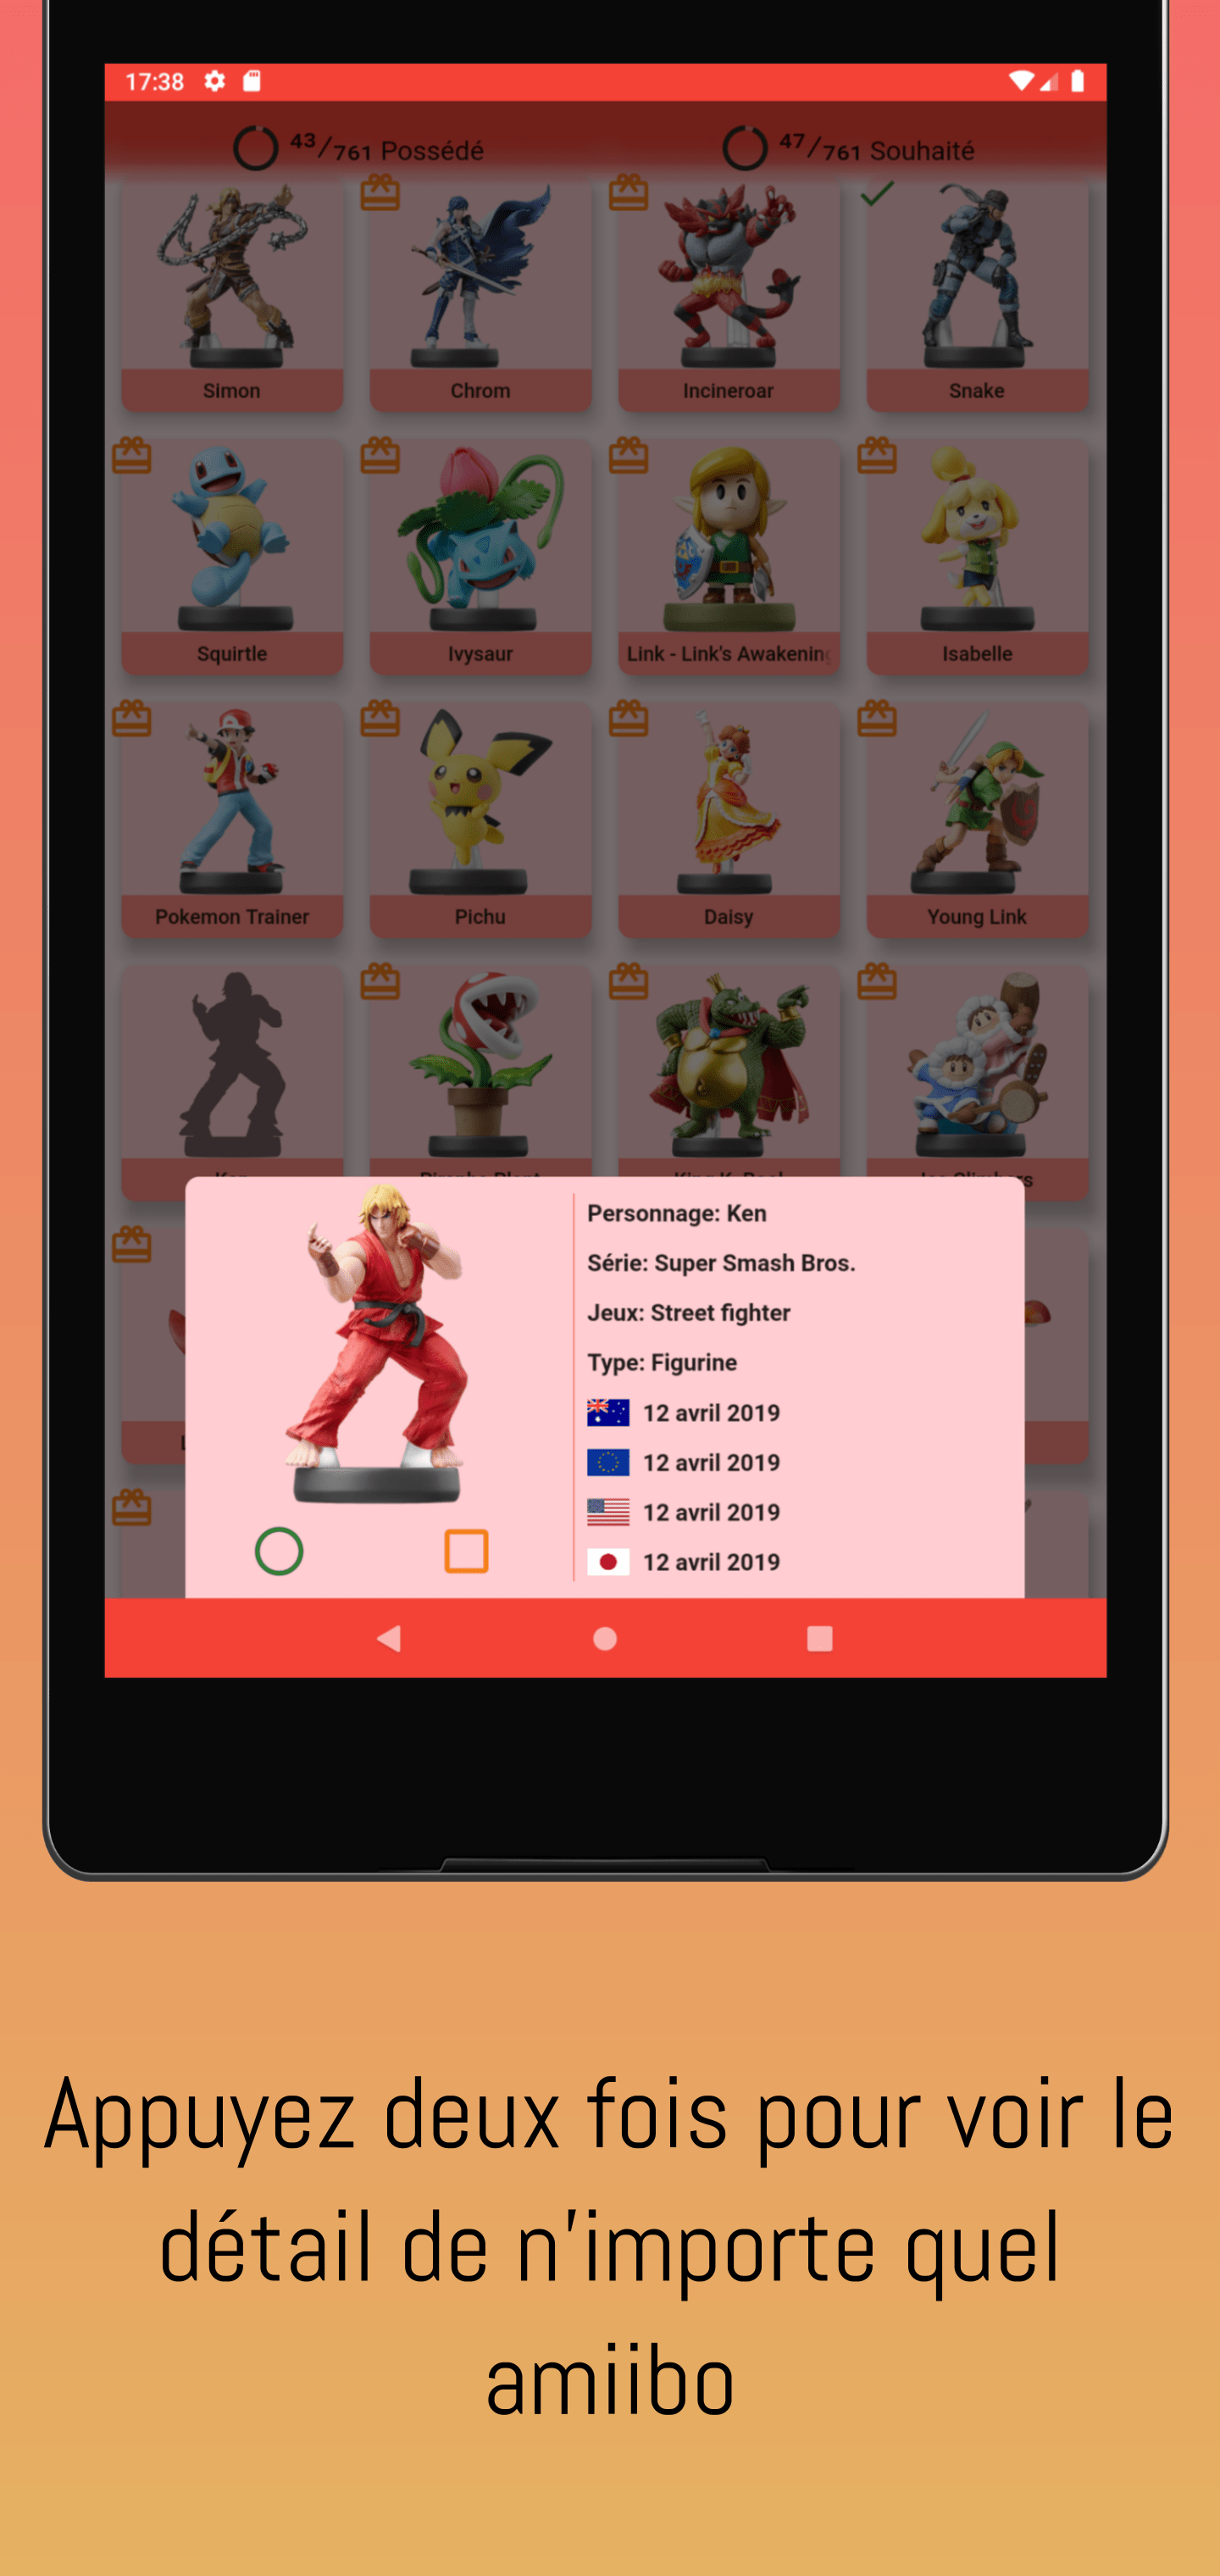 17:38
43/761 Possédé
47/761 Souhaité
Simon
Chrom
Incineroar
Snake
Squirtle
Ivysaur
Link - Link's Awakening
Isabelle
Pokemon Trainer
Pichu
Daisy
Young Link
Personnage: Ken
Série: Super Smash Bros.
Jeux: Street fighter
Type: Figurine
12 avril 2019
12 avril 2019
12 avril 2019
12 avril 2019
Appuyez deux fois pour voir le
détail de n'importe quel
amiibo